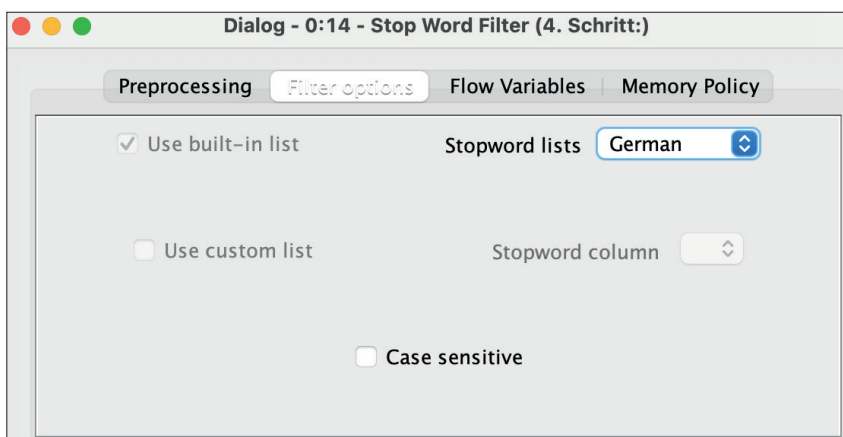 Dialog - 0:14 - Stop Word Filter (4. Schritt:)
Preprocessing Filter options Flow Variables Memory Policy
Use built-in list Stopword lists German
Use custom list Stopword column
Case sensitive